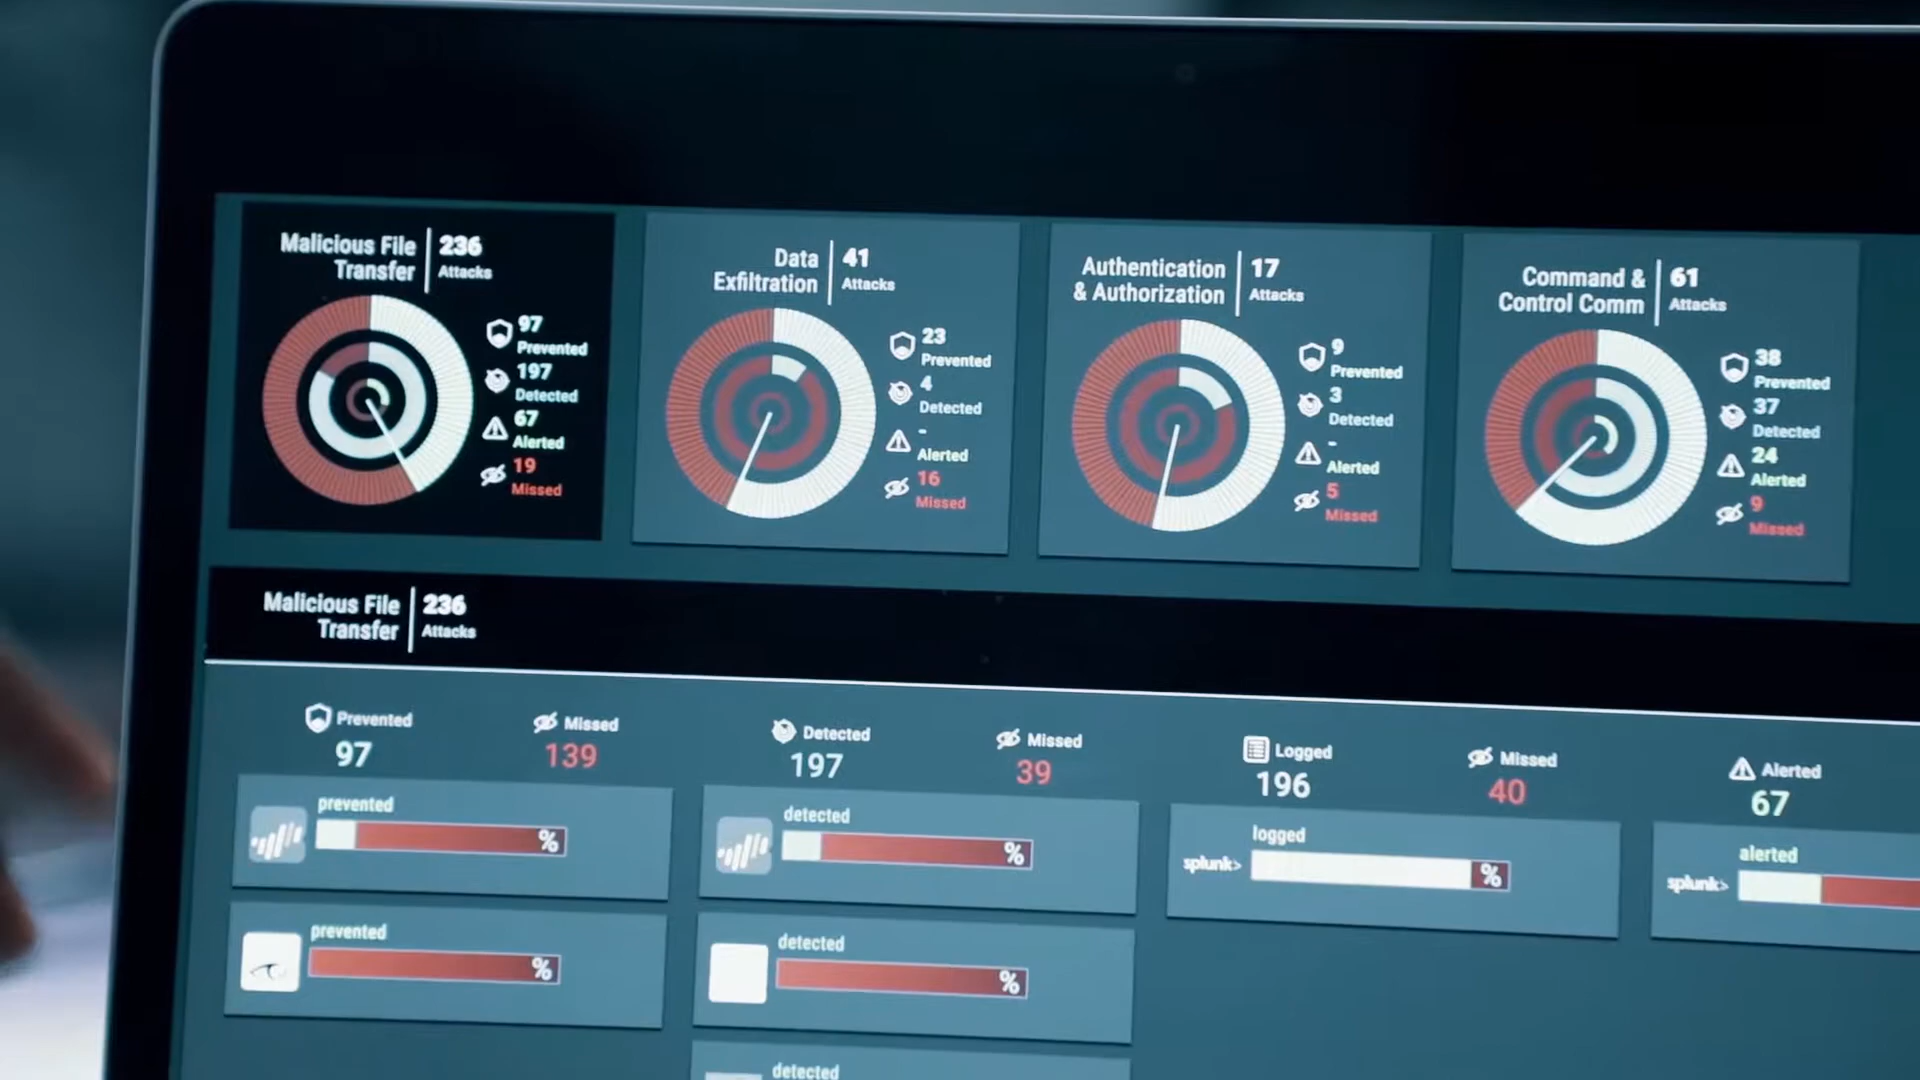 Malicious File
Transfer
236
Attacks
97
Prevented
197
Detected
67
Alerted
19
Missed
Data
Exfiltration
41
Attacks
23
Prevented
4
Detected
-
Alerted
16
Missed
Authentication
& Authorization
17
Attacks
9
Prevented
3
Detected
-
Alerted
5
Missed
Command &
Control Comm
61
Attacks
38
Prevented
37
Detected
24
Alerted
9
Missed
Malicious File
Transfer
236
Attacks
Prevented
97
Missed
139
Detected
197
Missed
39
Logged
196
Missed
40
Alerted
67
prevented
%
detected
%
splunk>
logged
%
splunk>
alerted
prevented
%
detected
%
detected